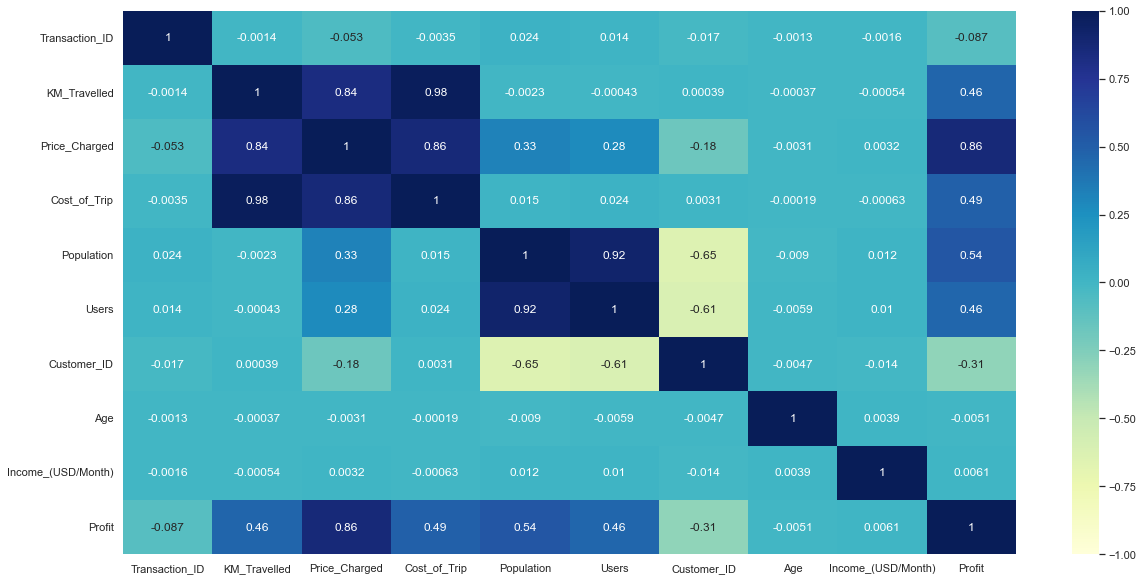 Transaction_ID 1 -0.0014 -0.053 -0.0035 0.024 0.014 -0.017 -0.0013 -0.0016 -0.087
KM_Travelled -0.0014 1 0.84 0.98 -0.0023 -0.00043 0.00039 -0.00037 -0.00054 0.46
Price_Charged -0.053 0.84 1 0.86 0.33 0.28 -0.18 -0.0031 0.0032 0.86
Cost_of_Trip -0.0035 0.98 0.86 1 0.015 0.024 0.0031 -0.00019 -0.00063 0.49
Population 0.024 -0.0023 0.33 0.015 1 0.92 -0.65 -0.009 0.012 0.54
Users 0.014 -0.00043 0.28 0.024 0.92 1 -0.61 -0.0059 0.01 0.46
Customer_ID -0.017 0.00039 -0.18 0.0031 -0.65 -0.61 1 -0.0047 -0.014 -0.31
Age -0.0013 -0.00037 -0.0031 -0.00019 -0.009 -0.0059 -0.0047 1 0.0039 -0.0051
Income_(USD/Month) -0.0016 -0.00054 0.0032 -0.00063 0.012 0.01 -0.014 0.0039 1 0.0061
Profit -0.087 0.46 0.86 0.49 0.54 0.46 -0.31 -0.0051 0.0061 1
Transaction_ID KM_Travelled Price_Charged Cost_of_Trip Population Users Customer_ID Age Income_(USD/Month) Profit
1.00
0.75
0.50
0.25
0.00
−0.25
−0.50
−0.75
−1.00